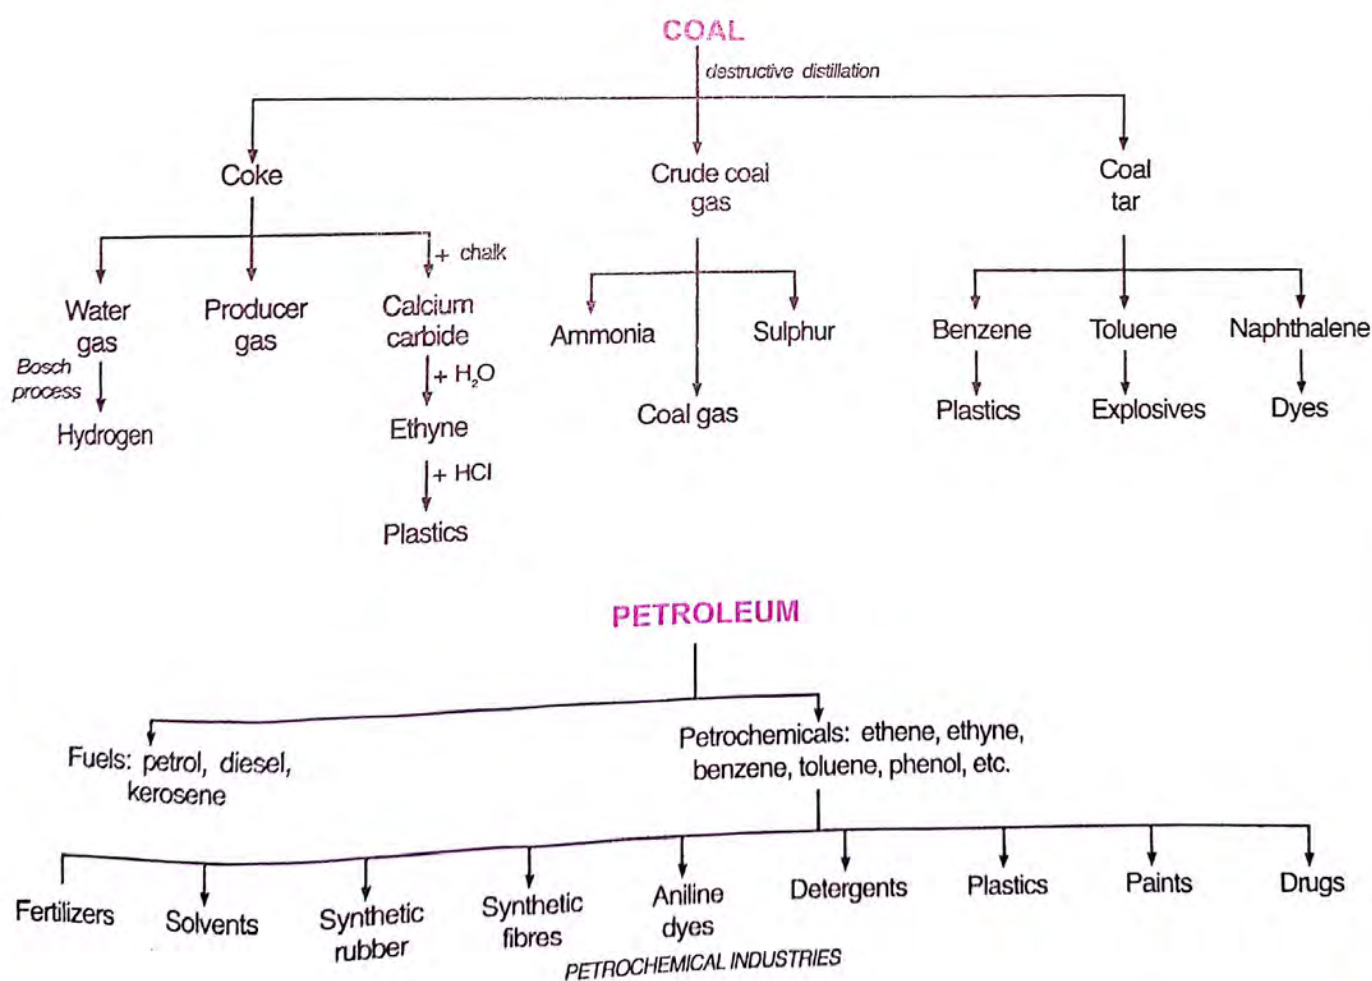 COAL
destructive distillation
Coke
Crude coal
gas
Coal
tar
+ chalk
Water
gas
Producer
gas
Calcium
carbide
Ammonia
Sulphur
Benzene
Toluene
Naphthalene
Bosch
process
+ H₂O
Hydrogen
Ethyne
Coal gas
Plastics
Explosives
Dyes
+ HCl
Plastics
PETROLEUM
Fuels: petrol, diesel,
kerosene
Petrochemicals: ethene, ethyne,
benzene, toluene, phenol, etc.
Fertilizers
Solvents
Synthetic
rubber
Synthetic
fibres
Aniline
dyes
Detergents
Plastics
Paints
Drugs
PETROCHEMICAL INDUSTRIES